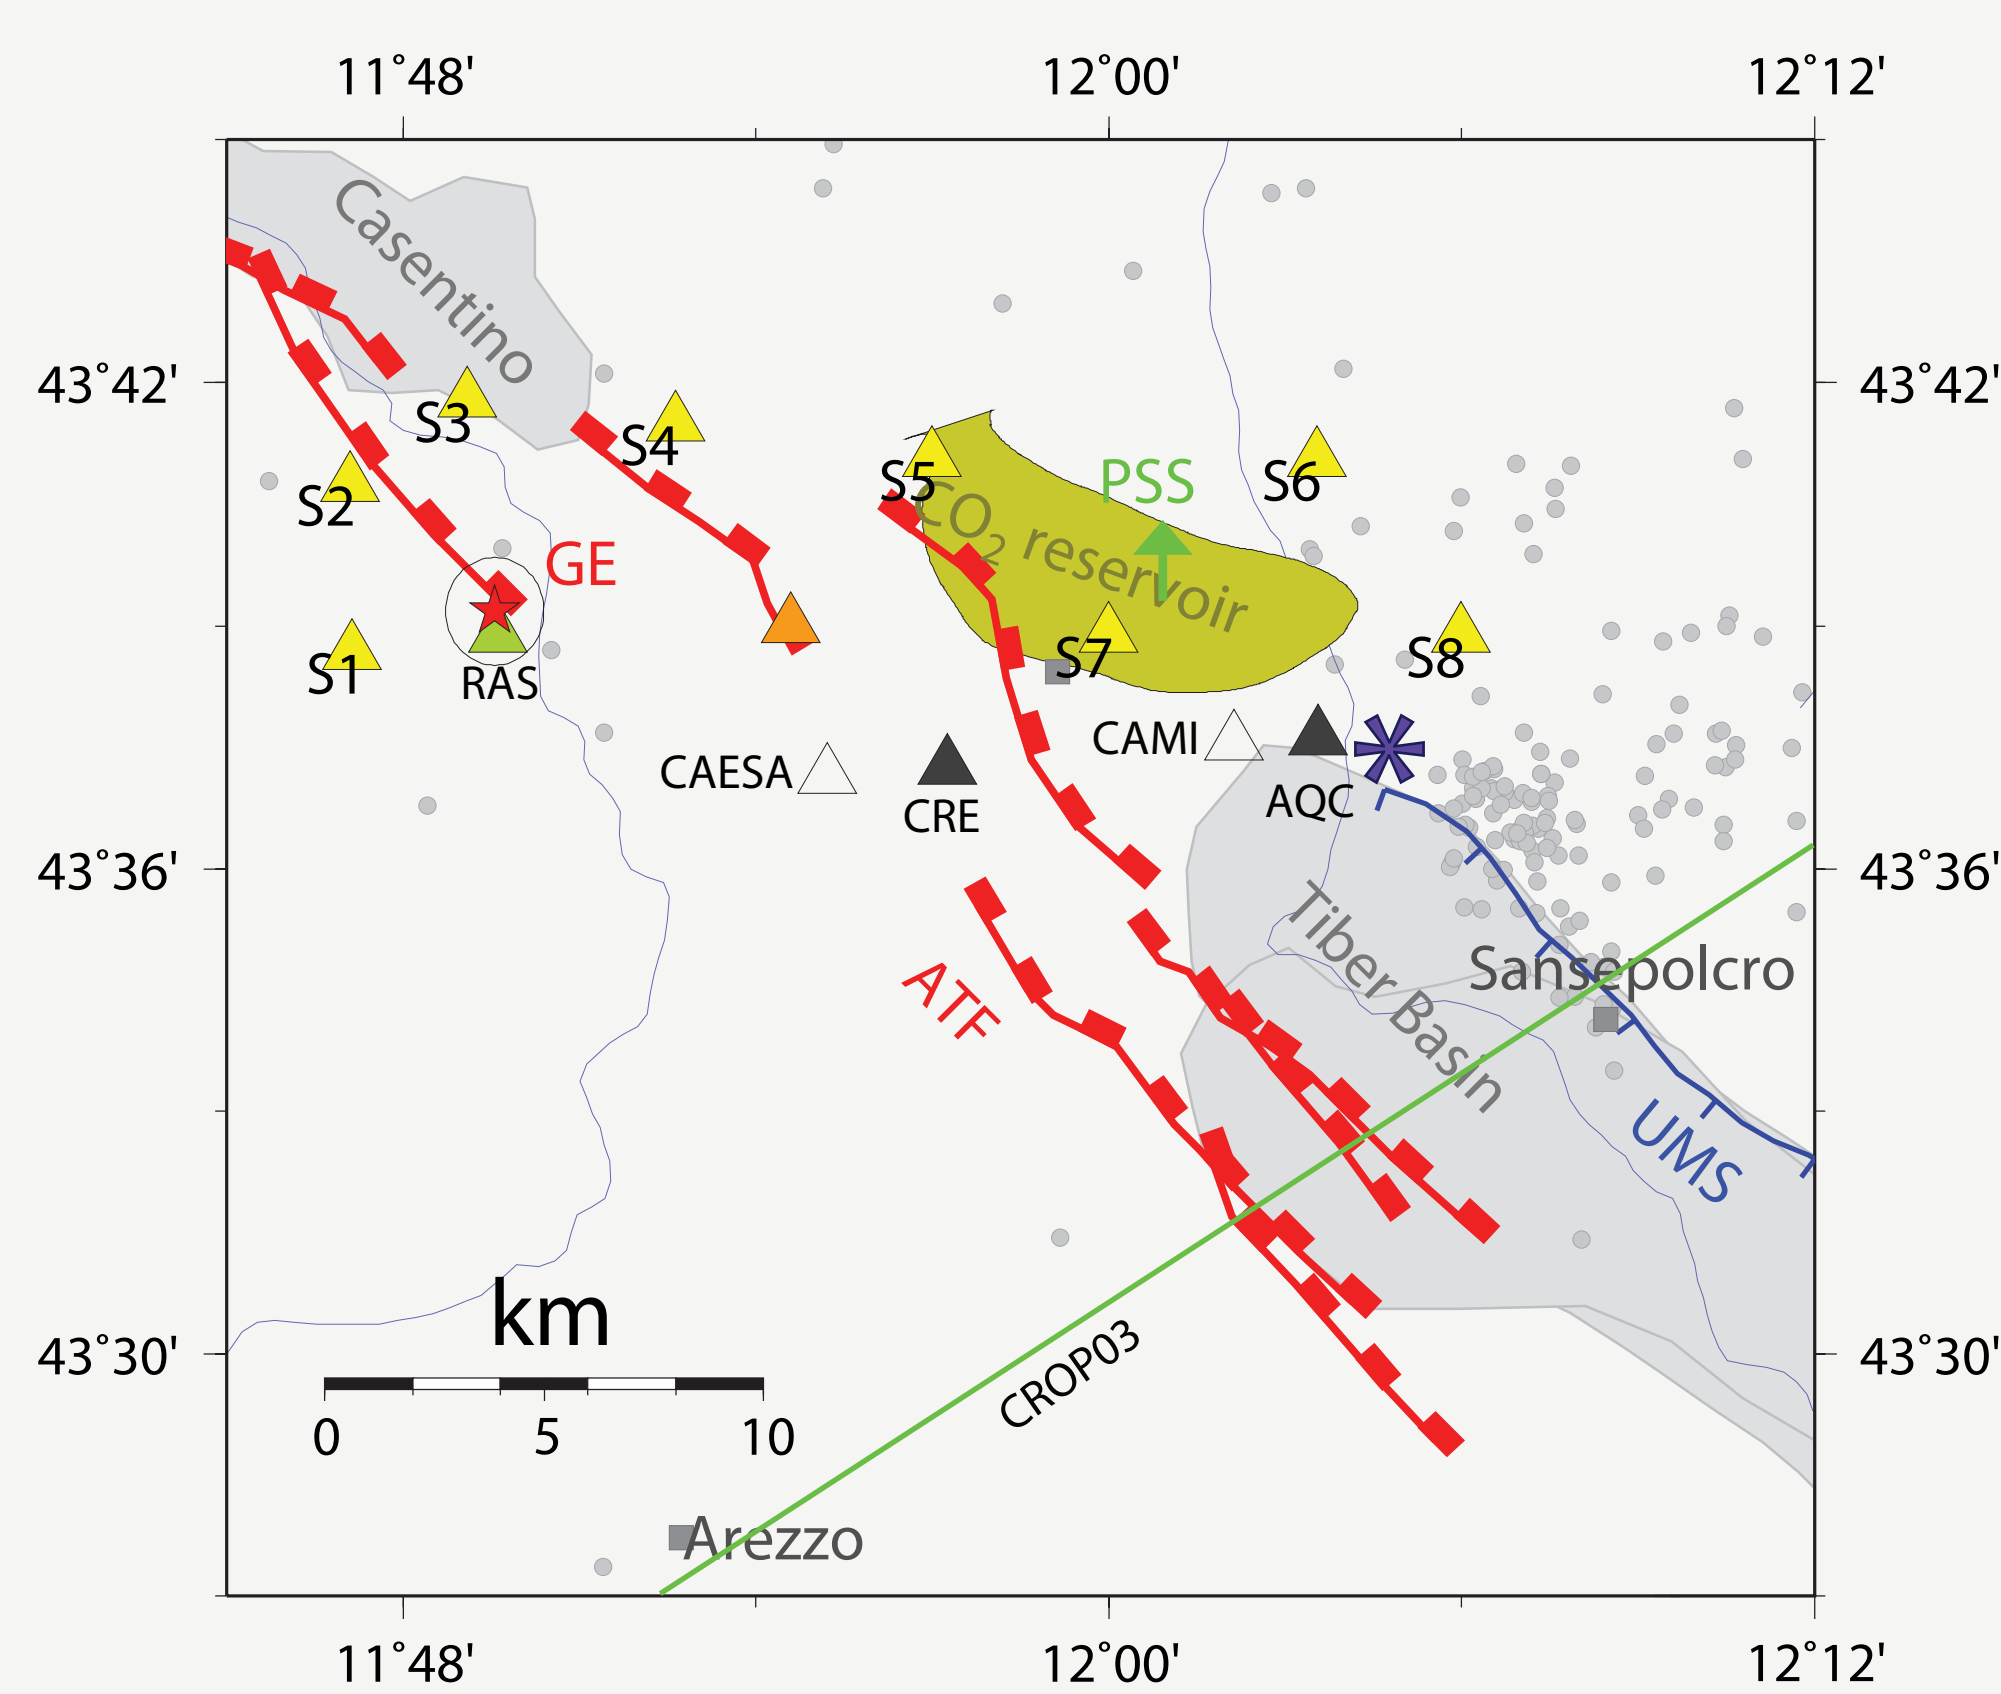 11°48'
12°00'
12°12'
Casentino
43°42'
43°42'
S3
S4
S5
PSS
S6
S2
CO2 reservoir
GE
S1
RAS
S7
S8
CAESA
CRE
CAMI
AQC
43°36'
43°36'
Tiber Basin
Sansepolcro
ATF
UMS
km
CROP03
43°30'
43°30'
0
5
10
Arezzo
11°48'
12°00'
12°12'